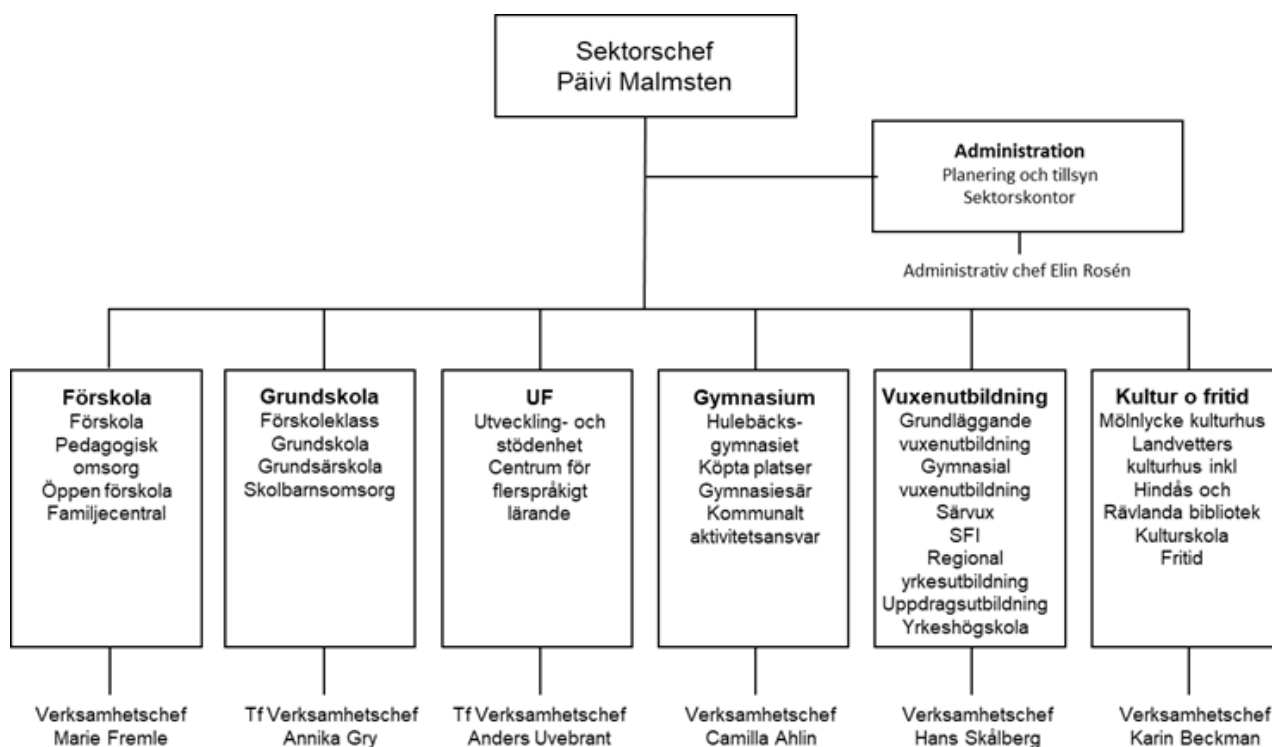 Sektorschef
Päivi Malmsten
Administration
Planering och tillsyn
Sektorskontor
Administrativ chef Elin Rosén
Förskola
Förskola
Pedagogisk
omsorg
Öppen förskola
Familjecentral
Verksamhetschef
Marie Fremle
Grundskola
Förskoleklass
Grundskola
Grundsärskola
Skolbarnsomsorg
Tf Verksamhetschef
Annika Gry
UF
Utveckling- och
stödenhet
Centrum för
flerspråkigt
lärande
Tf Verksamhetschef
Anders Uvebrant
Gymnasium
Hulebäcks-
gymnasiet
Köpta platser
Gymnasiesär
Kommunalt
aktivitetsansvar
Verksamhetschef
Camilla Ahlin
Vuxenutbildning
Grundläggande
vuxenutbildning
Gymnasial
vuxenutbildning
Särvux
SFI
Regional
yrkesutbildning
Uppdragsutbildning
Yrkeshögskola
Verksamhetschef
Hans Skålberg
Kultur o fritid
Mölnlycke kulturhus
Landvetters
kulturhus inkl
Hindås och
Rävlanda bibliotek
Kulturskola
Fritid
Verksamhetschef
Karin Beckman